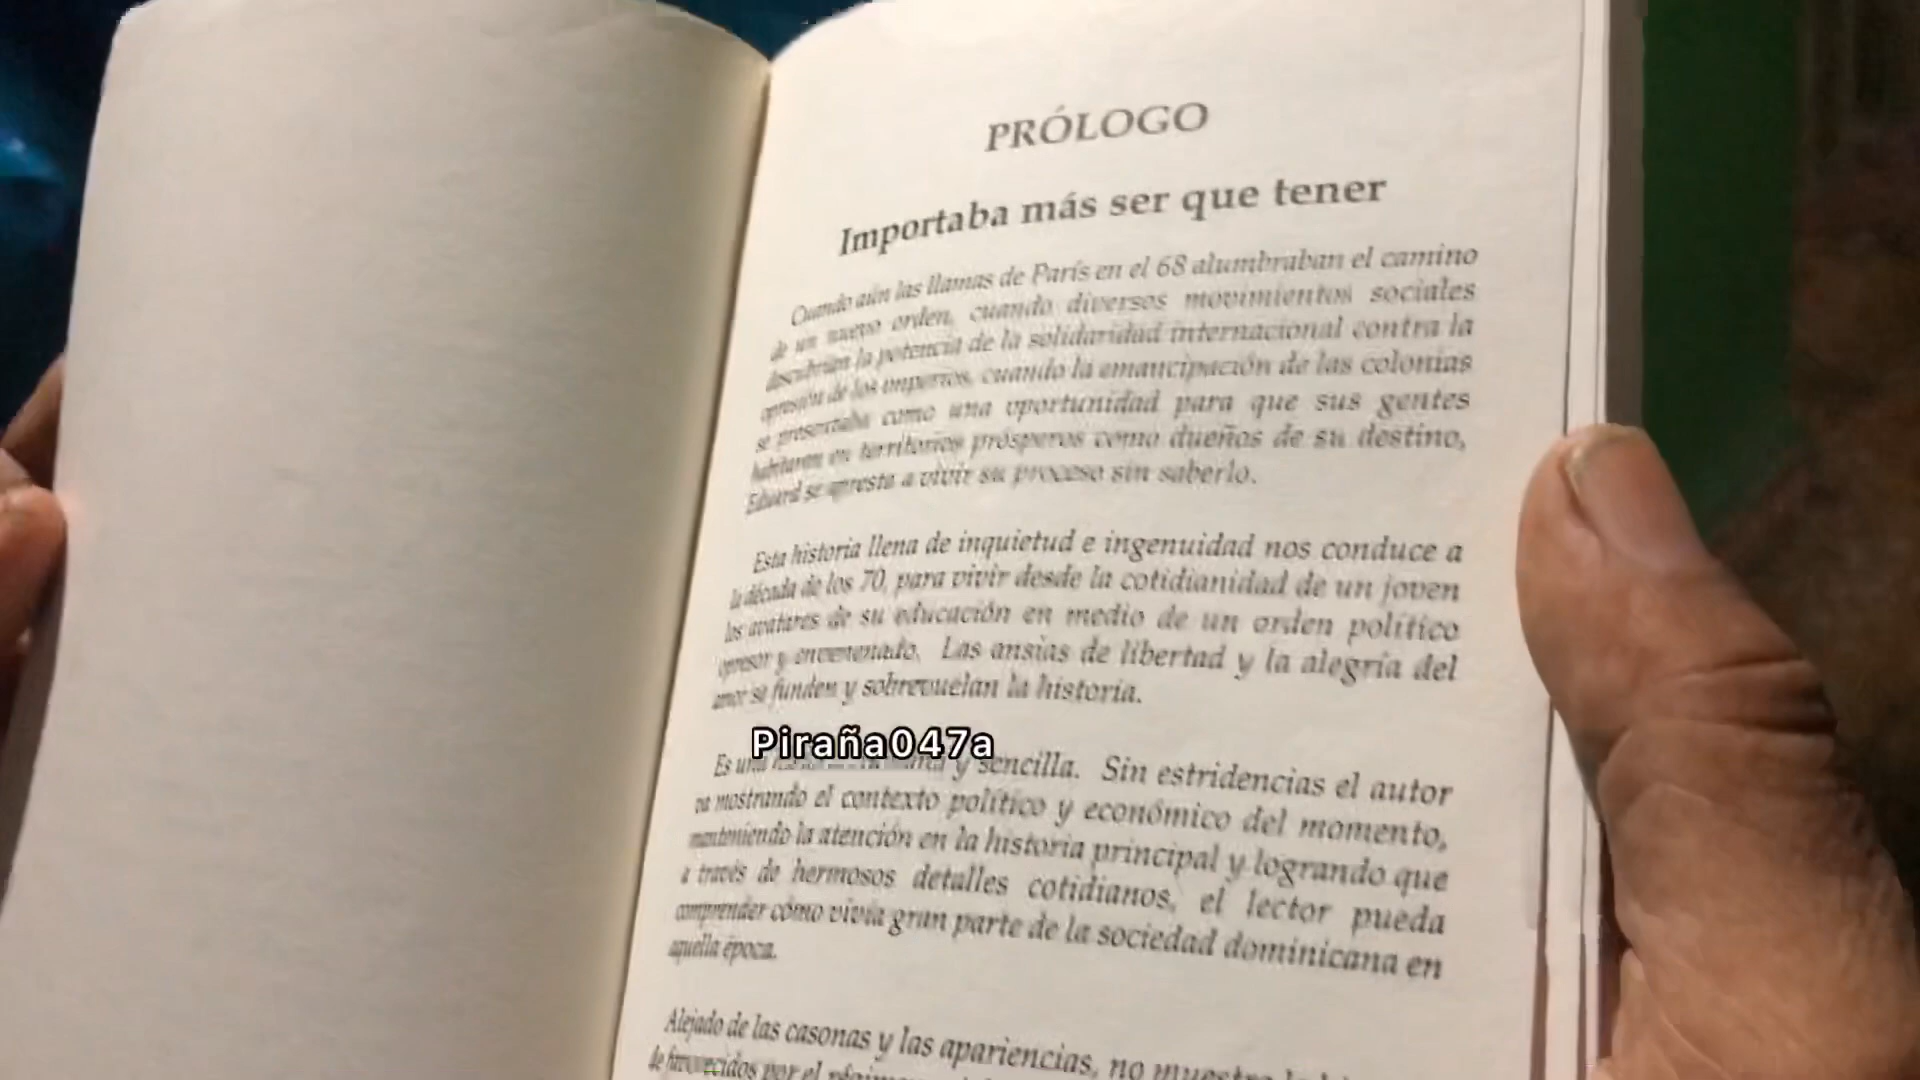 PRÓLOGO
Importaba más ser que tener
Cuando aún las llamas de París en el 68 alumbraban el camino
de un nuevo orden, cuando diversos movimientos sociales
descubrían la potencia de la solidaridad internacional contra la
opresión de los imperios, cuando la emancipación de las colonias
se presentaba como una oportunidad para que sus gentes
habitaran en territorios prósperos como dueños de su destino,
Eduard se apresta a vivir su proceso sin saberlo.
Esta historia llena de inquietud e ingenuidad nos conduce a
la década de los 70, para vivir desde la cotidianidad de un joven
los avatares de su educación en medio de un orden político
opresor y envenenado. Las ansias de libertad y la alegría del
amor se funden y sobrevuelan la historia.
Piraña047a
Es una y sencilla. Sin estridencias el autor
va mostrando el contexto político y económico del momento,
manteniendo la atención en la historia principal y logrando que
a través de hermosos detalles cotidianos, el lector pueda
comprender cómo vivía gran parte de la sociedad dominicana en
aquella época.
Alejado de las casonas y las apariencias, no muestra
de favorecidos por el